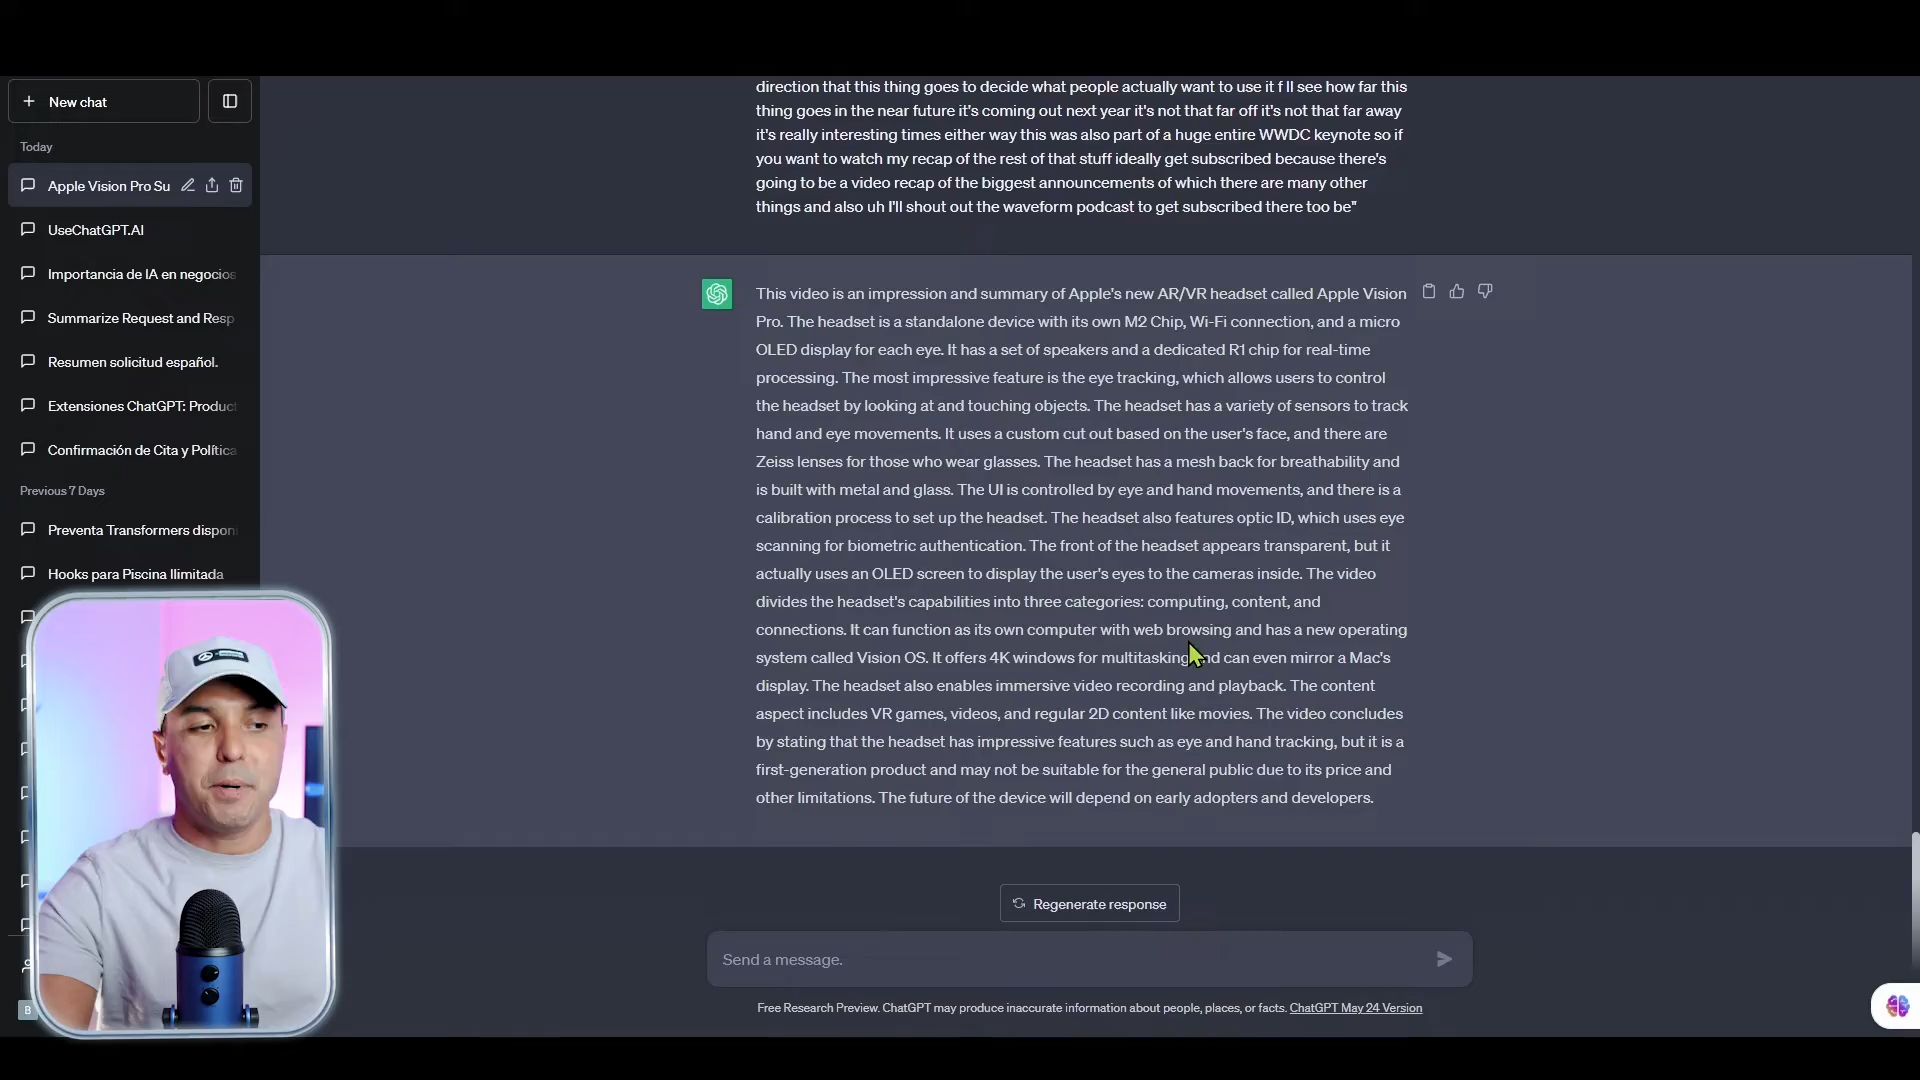 direction that this thing goes to decide what people actually want to use it f ll see how far this
thing goes in the near future it's coming out next year it's not that far off it's not that far away
it's really interesting times either way this was also part of a huge entire WWDC keynote so if
you want to watch my recap of the rest of that stuff ideally get subscribed because there's
going to be a video recap of the biggest announcements of which there are many other
things and also uh I'll shout out the waveform podcast to get subscribed there too be"
New chat
Today
Apple Vision Pro Su
UseChatGPT.AI
Importancia de IA en negocios
Summarize Request and Resp
Resumen solicitud español.
Extensiones ChatGPT: Produc
Confirmación de Cita y Política
Previous 7 Days
Preventa Transformers dispon
Hooks para Piscina Ilimitada
B
This video is an impression and summary of Apple's new AR/VR headset called Apple Vision
Pro. The headset is a standalone device with its own M2 Chip, Wi-Fi connection, and a micro
OLED display for each eye. It has a set of speakers and a dedicated R1 chip for real-time
processing. The most impressive feature is the eye tracking, which allows users to control
the headset by looking at and touching objects. The headset has a variety of sensors to track
hand and eye movements. It uses a custom cut out based on the user's face, and there are
Zeiss lenses for those who wear glasses. The headset has a mesh back for breathability and
is built with metal and glass. The UI is controlled by eye and hand movements, and there is a
calibration process to set up the headset. The headset also features optic ID, which uses eye
scanning for biometric authentication. The front of the headset appears transparent, but it
actually uses an OLED screen to display the user's eyes to the cameras inside. The video
divides the headset's capabilities into three categories: computing, content, and
connections. It can function as its own computer with web browsing and has a new operating
system called Vision OS. It offers 4K windows for multitasking and can even mirror a Mac's
display. The headset also enables immersive video recording and playback. The content
aspect includes VR games, videos, and regular 2D content like movies. The video concludes
by stating that the headset has impressive features such as eye and hand tracking, but it is a
first-generation product and may not be suitable for the general public due to its price and
other limitations. The future of the device will depend on early adopters and developers.
Regenerate response
Send a message.
Free Research Preview. ChatGPT may produce inaccurate information about people, places, or facts. ChatGPT May 24 Version